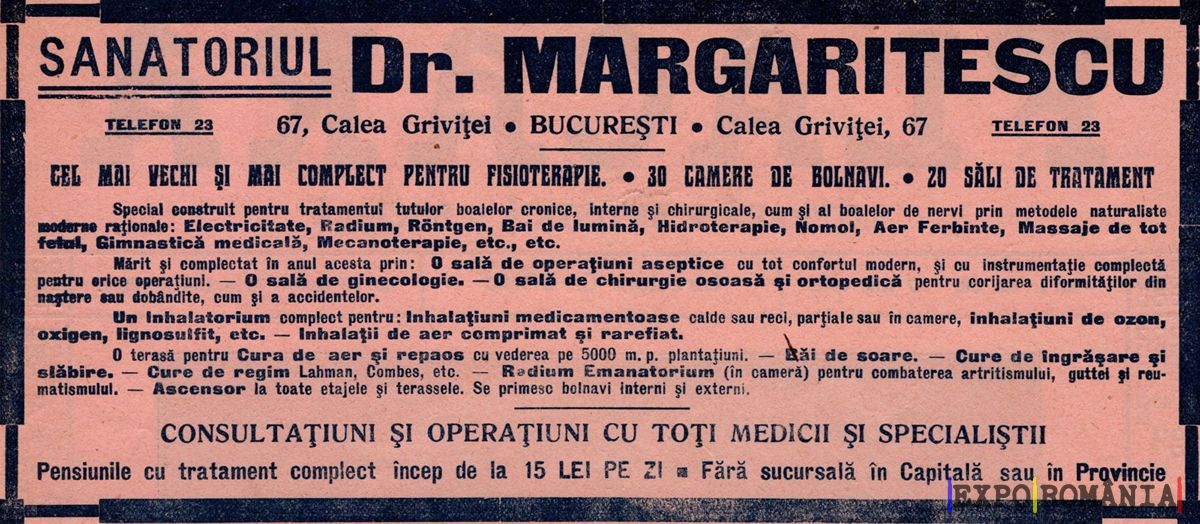 SANATORIUL Dr. MARGARITESCU
TELEFON 23 67, Calea Griviţei • BUCUREŞTI • Calea Griviţei, 67 TELEFON 23
CEL MAI VECHI ŞI MAI COMPLECT PENTRU FISIOTERAPIE. • 30 CAMERE DE BOLNAVI. • 20 SĂLI DE TRATAMENT
Special construit pentru tratamentul tutulor boalelor cronice, interne şi chirurgicale, cum şi al boalelor de nervi prin metodele naturaliste
moderne raţionale: Electricitate, Radium, Röntgen, Bai de lumină, Hidroterapie, Nomol, Aer Ferbinte, Massaje de tot
felul, Gimnastică medicală, Mecanoterapie, etc., etc.
Mărit şi complectat în anul acesta prin: O sală de operaţiuni aseptice cu tot confortul modern, şi cu instrumentaţie complectă
pentru orice operaţiuni. — O sală de ginecologie. — O sală de chirurgie osoasă şi ortopedică pentru corijarea diformităţilor din
naştere sau dobândite, cum şi a accidentelor.
Un Inhalatorium complect pentru: Inhalaţiuni medicamentoase calde sau reci, parţiale sau în camere, inhalaţiuni de ozon,
oxigen, lignosulfit, etc. — Inhalaţii de aer comprimat şi rarefiat.
O terasă pentru Cura de aer şi repaos cu vederea pe 5000 m. p. plantaţiuni. — Băi de soare. — Cure de îngrăşare şi
slăbire. — Cure de regim Lahman, Combes, etc. — Radium Emanatorium (în cameră) pentru combaterea artritismului, guttei şi reu-
matismului. — Ascensor la toate etajele şi terassele. Se primesc bolnavi interni şi externi.
CONSULTAŢIUNI ŞI OPERAŢIUNI CU TOŢI MEDICII ŞI SPECIALIŞTII
Pensiunile cu tratament complect încep de la 15 LEI PE ZI ▪ Fără sucursală în Capitală sau în Provincie
EXPO ROMÂNIA